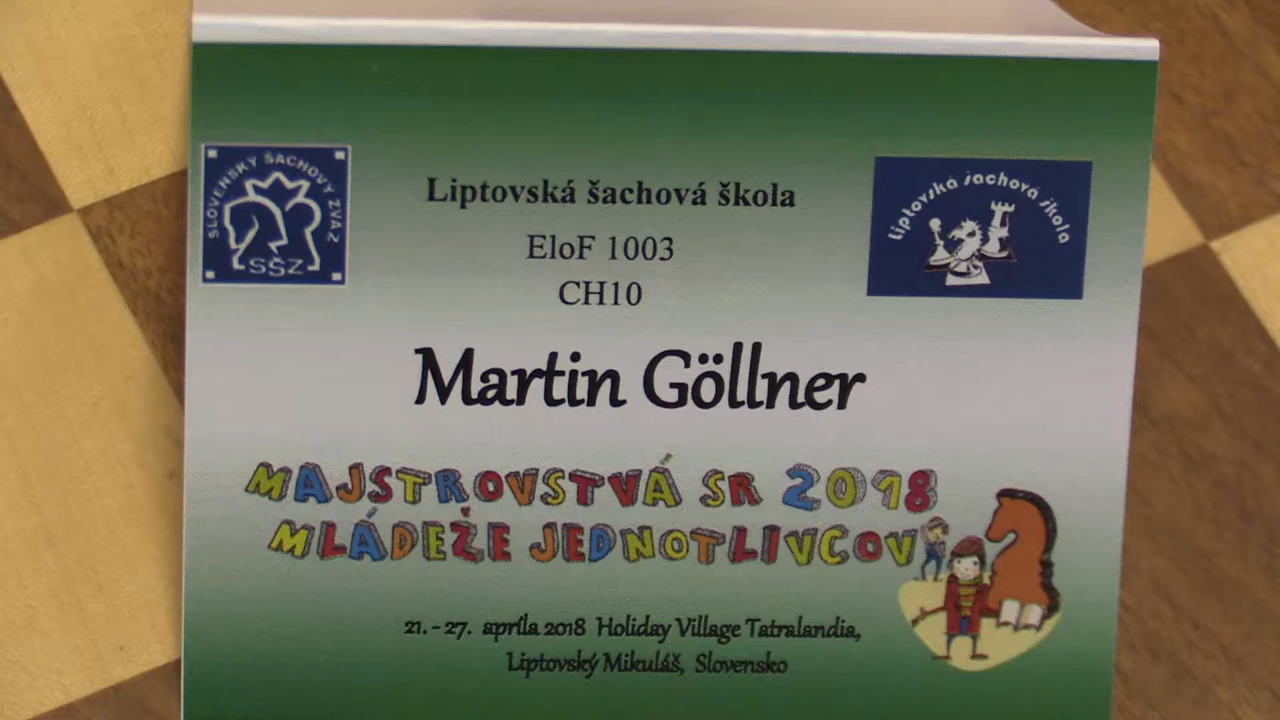 SLOVENSKÝ ŠACHOVÝ ZVÄZ
SŠZ
Liptovská šachová škola
Liptovská šachová škola
EloF 1003
CH10
Martin Göllner
MAJSTROVSTVÁ SR 2018
MLÁDEŽE JEDNOTLIVCOV
21. - 27. apríla 2018 Holiday Village Tatralandia,
Liptovský Mikuláš, Slovensko